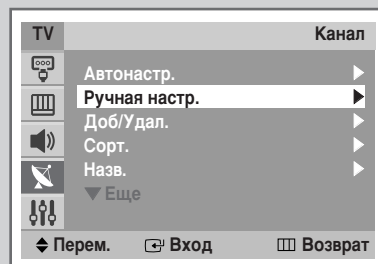 TV Канал
Автонастр.
Ручная настр.
Доб/Удал.
Сорт.
Назв.
Еще
Перем. Вход Возврат